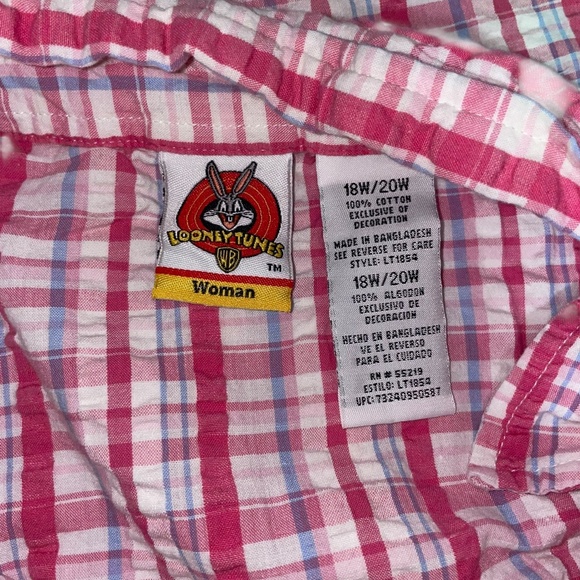 LOONEY TUNES
WB
TM
Woman
18W/20W
100% COTTON
EXCLUSIVE OF
DECORATION
MADE IN BANGLADESH
SEE REVERSE FOR CARE
STYLE: LT1854
18W/20W
100% ALGODON
EXCLUSIVO DE
DECORACION
HECHO EN BANGLADESH
VE EL REVERSO
PARA EL CUIDADO
RN # 55219
ESTILO: LT1854
UPC: 73240950587